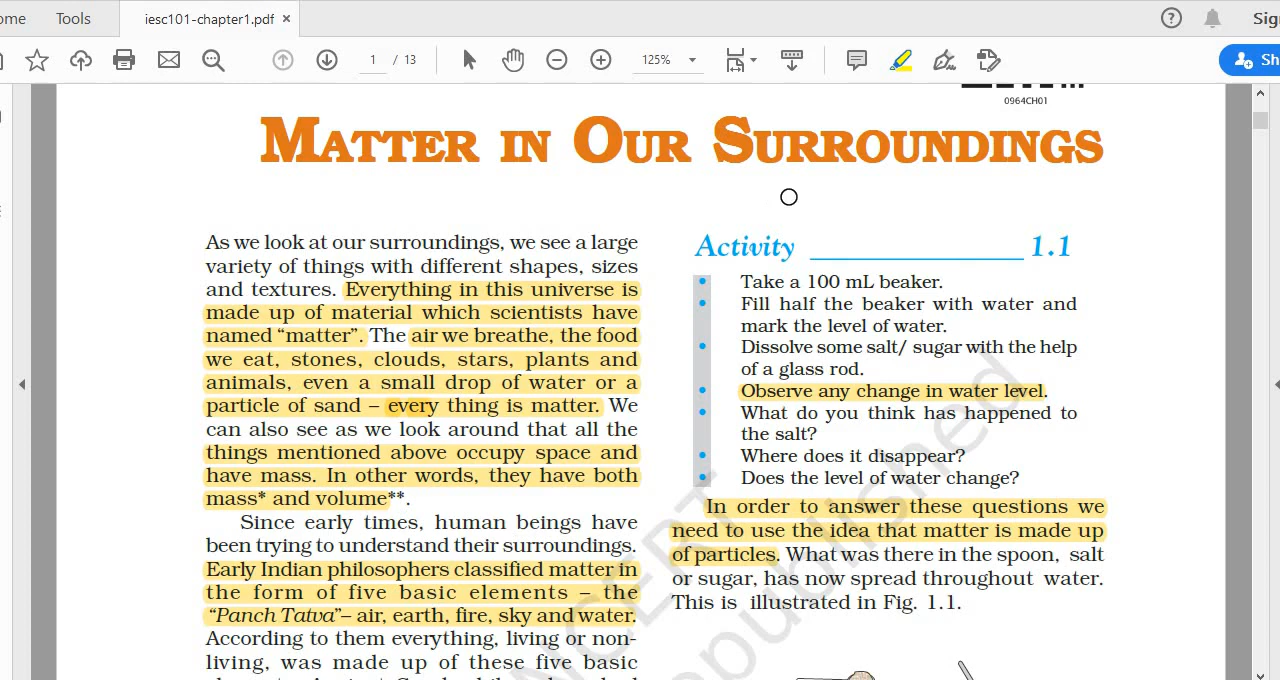 ome
Tools
iesc101-chapter1.pdf
Sig
1 / 13
125%
Sh
0964CH01
MATTER IN OUR SURROUNDINGS
As we look at our surroundings, we see a large
variety of things with different shapes, sizes
and textures. Everything in this universe is
made up of material which scientists have
named “matter”. The air we breathe, the food
we eat, stones, clouds, stars, plants and
animals, even a small drop of water or a
particle of sand – every thing is matter. We
can also see as we look around that all the
things mentioned above occupy space and
have mass. In other words, they have both
mass* and volume**.
Since early times, human beings have
been trying to understand their surroundings.
Early Indian philosophers classified matter in
the form of five basic elements – the
“Panch Tatva”– air, earth, fire, sky and water.
According to them everything, living or non-
living, was made up of these five basic
Activity 1.1
• Take a 100 mL beaker.
• Fill half the beaker with water and
mark the level of water.
• Dissolve some salt/ sugar with the help
of a glass rod.
• Observe any change in water level.
• What do you think has happened to
the salt?
• Where does it disappear?
• Does the level of water change?
In order to answer these questions we
need to use the idea that matter is made up
of particles. What was there in the spoon, salt
or sugar, has now spread throughout water.
This is illustrated in Fig. 1.1.
NCERT
republished